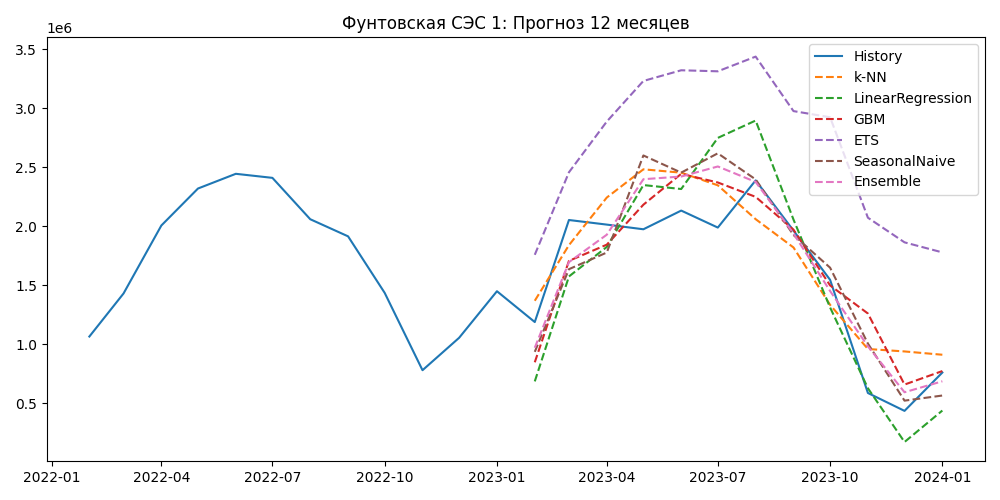 Фунтовская СЭС 1: Прогноз 12 месяцев
1e6
3.5
3.0
2.5
2.0
1.5
1.0
0.5
History
k-NN
LinearRegression
GBM
ETS
SeasonalNaive
Ensemble
2022-01 2022-04 2022-07 2022-10 2023-01 2023-04 2023-07 2023-10 2024-01